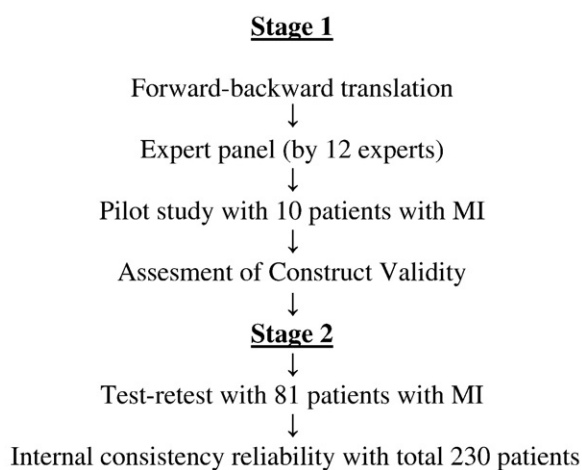 Stage 1
Forward-backward translation
↓
Expert panel (by 12 experts)
↓
Pilot study with 10 patients with MI
↓
Assesment of Construct Validity
↓
Stage 2
↓
Test-retest with 81 patients with MI
↓
Internal consistency reliability with total 230 patients